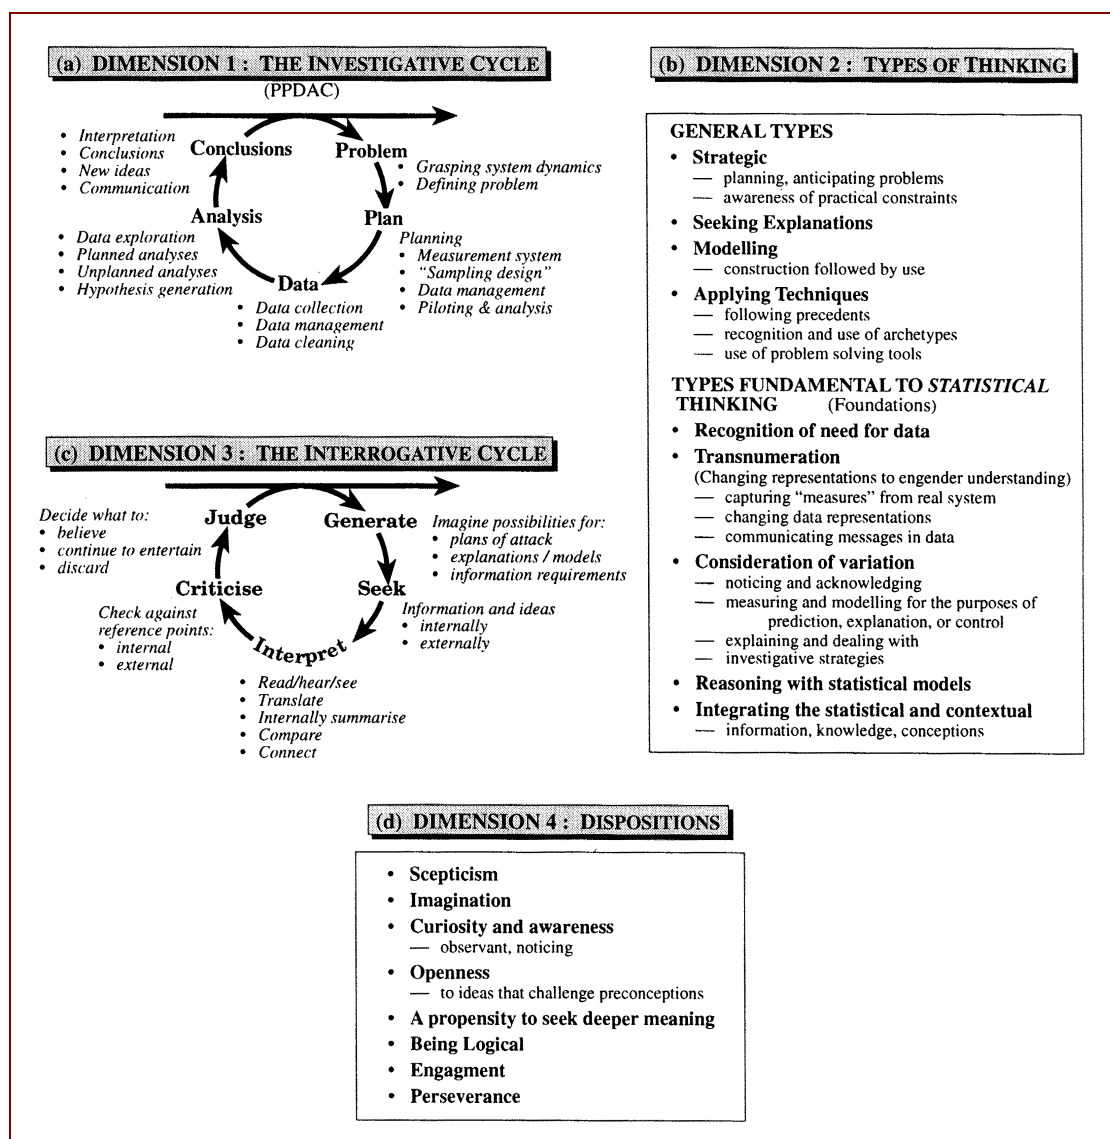 (a) DIMENSION 1 : THE INVESTIGATIVE CYCLE
(PPDAC)
• Interpretation
• Conclusions
• New ideas
• Communication
Conclusions
Problem
• Grasping system dynamics
• Defining problem
Analysis
Plan
• Data exploration
• Planned analyses
• Unplanned analyses
• Hypothesis generation
Planning
• Measurement system
• “Sampling design”
• Data management
• Piloting & analysis
Data
• Data collection
• Data management
• Data cleaning
(b) DIMENSION 2 : TYPES OF THINKING
GENERAL TYPES
• Strategic
— planning, anticipating problems
— awareness of practical constraints
• Seeking Explanations
• Modelling
— construction followed by use
• Applying Techniques
— following precedents
— recognition and use of archetypes
— use of problem solving tools
TYPES FUNDAMENTAL TO STATISTICAL
THINKING (Foundations)
• Recognition of need for data
• Transnumeration
(Changing representations to engender understanding)
— capturing “measures” from real system
— changing data representations
— communicating messages in data
• Consideration of variation
— noticing and acknowledging
— measuring and modelling for the purposes of
prediction, explanation, or control
— explaining and dealing with
— investigative strategies
• Reasoning with statistical models
• Integrating the statistical and contextual
— information, knowledge, conceptions
(c) DIMENSION 3 : THE INTERROGATIVE CYCLE
Decide what to:
• believe
• continue to entertain
• discard
Judge
Generate
Imagine possibilities for:
• plans of attack
• explanations / models
• information requirements
Criticise
Seek
Check against
reference points:
• internal
• external
Information and ideas
• internally
• externally
Interpret
• Read/hear/see
• Translate
• Internally summarise
• Compare
• Connect
(d) DIMENSION 4 : DISPOSITIONS
• Scepticism
• Imagination
• Curiosity and awareness
— observant, noticing
• Openness
— to ideas that challenge preconceptions
• A propensity to seek deeper meaning
• Being Logical
• Engagment
• Perseverance